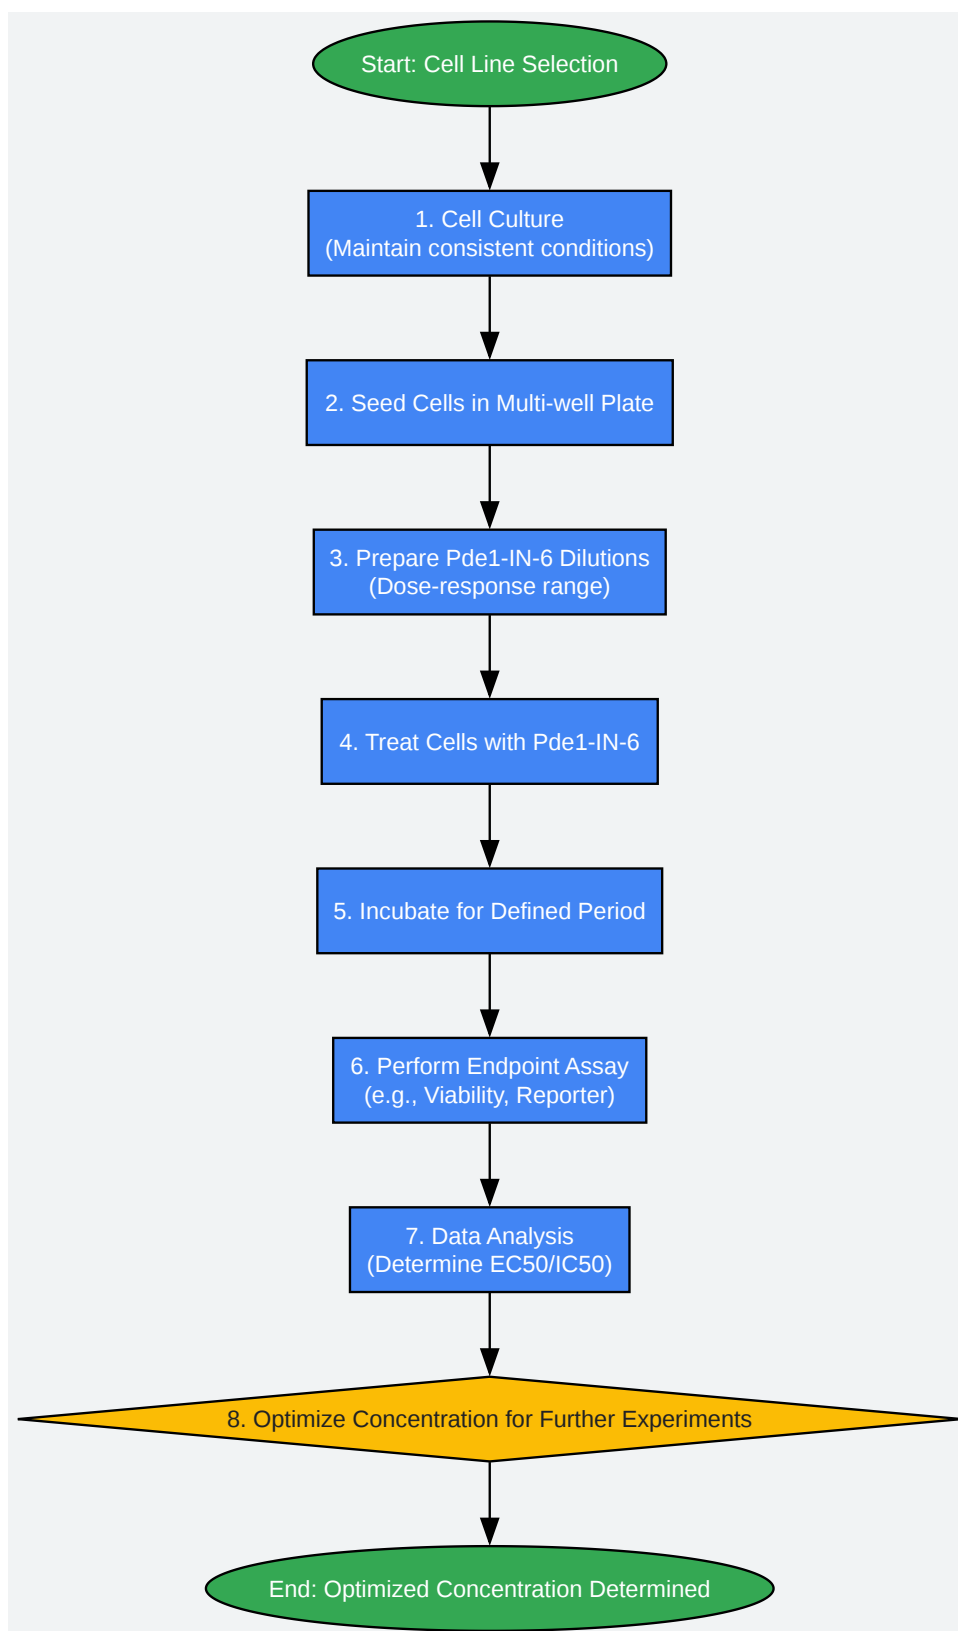 Start: Cell Line Selection
1. Cell Culture
(Maintain consistent conditions)
2. Seed Cells in Multi-well Plate
3. Prepare Pde1-IN-6 Dilutions
(Dose-response range)
4. Treat Cells with Pde1-IN-6
5. Incubate for Defined Period
6. Perform Endpoint Assay
(e.g., Viability, Reporter)
7. Data Analysis
(Determine EC50/IC50)
8. Optimize Concentration for Further Experiments
End: Optimized Concentration Determined